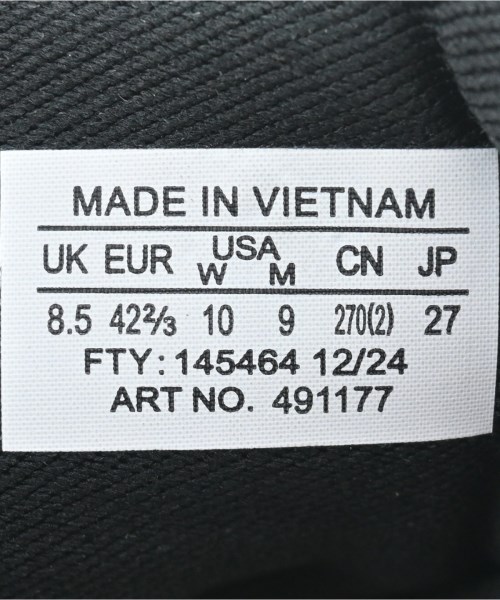 MADE IN VIETNAM
UK EUR USA W M CN JP
8.5 42⅔ 10 9 270(2) 27
FTY: 145464 12/24
ART NO. 491177